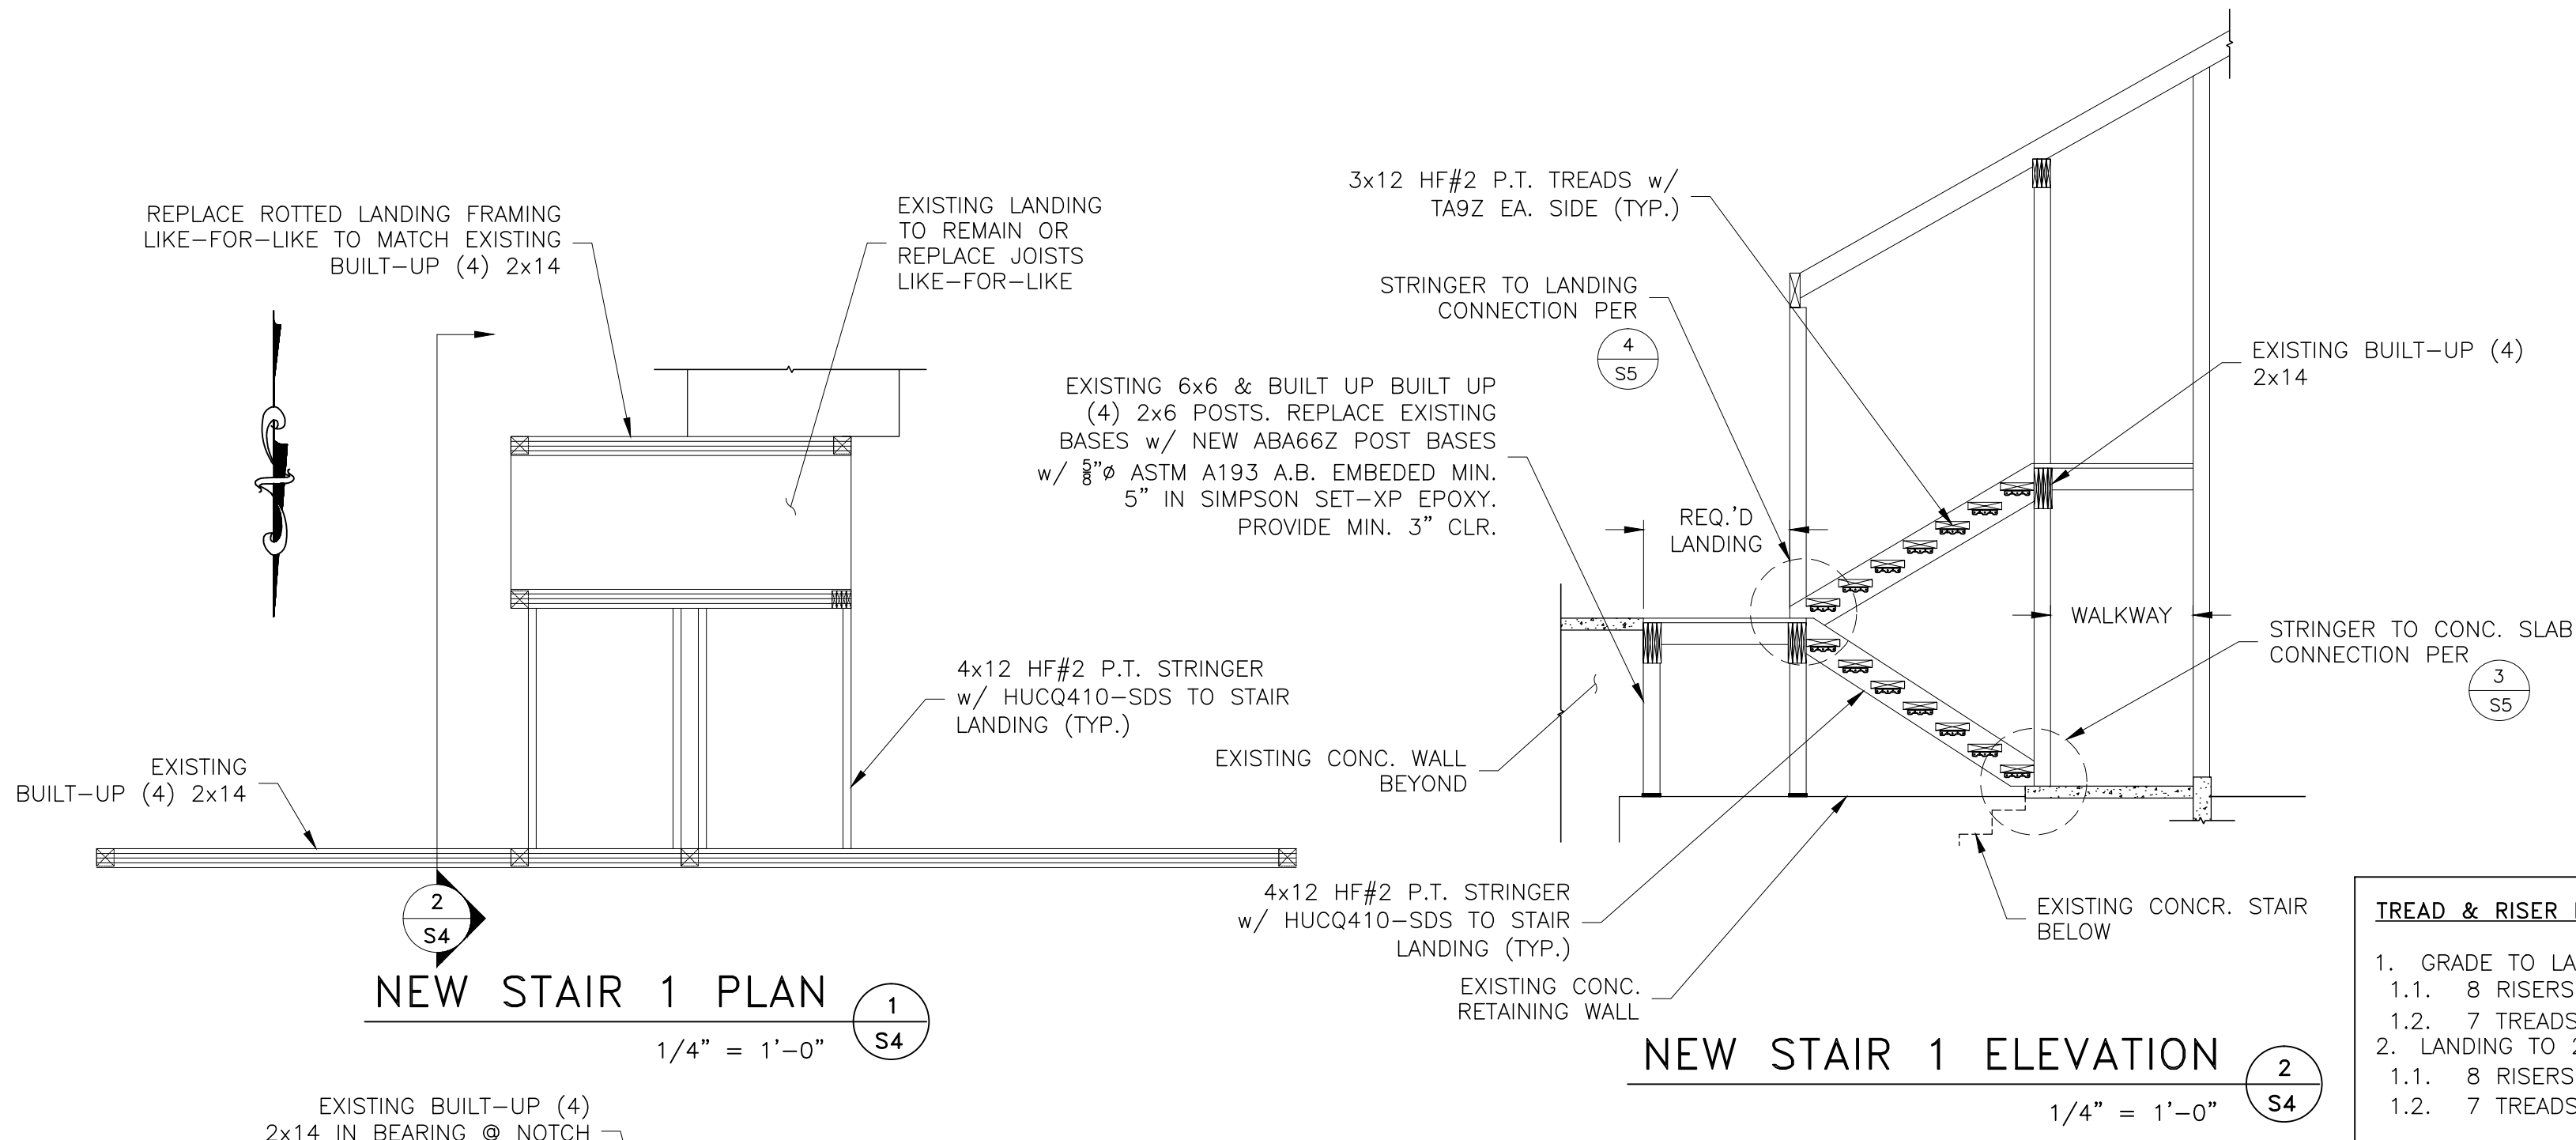 REPLACE ROTTED LANDING FRAMING
LIKE-FOR-LIKE TO MATCH EXISTING
BUILT-UP (4) 2x14
EXISTING LANDING
TO REMAIN OR
REPLACE JOISTS
LIKE-FOR-LIKE
4x12 HF#2 P.T. STRINGER
w/ HUCQ410-SDS TO STAIR
LANDING (TYP.)
EXISTING
BUILT-UP (4) 2x14
2
S4
NEW STAIR 1 PLAN
1
S4
1/4" = 1'-0"
EXISTING BUILT-UP (4)
2x14 IN BEARING @ NOTCH
3x12 HF#2 P.T. TREADS w/
TA9Z EA. SIDE (TYP.)
STRINGER TO LANDING
CONNECTION PER
4
S5
EXISTING 6x6 & BUILT UP BUILT UP
(4) 2x6 POSTS. REPLACE EXISTING
BASES w/ NEW ABA66Z POST BASES
w/ 5/8"ø ASTM A193 A.B. EMBEDED MIN.
5" IN SIMPSON SET-XP EPOXY.
PROVIDE MIN. 3" CLR.
REQ.'D
LANDING
EXISTING BUILT-UP (4)
2x14
WALKWAY
STRINGER TO CONC. SLAB
CONNECTION PER
3
S5
EXISTING CONC. WALL
BEYOND
4x12 HF#2 P.T. STRINGER
w/ HUCQ410-SDS TO STAIR
LANDING (TYP.)
EXISTING CONC.
RETAINING WALL
EXISTING CONCR. STAIR
BELOW
NEW STAIR 1 ELEVATION
2
S4
1/4" = 1'-0"
TREAD & RISER
1. GRADE TO LA
1.1. 8 RISERS
1.2. 7 TREADS
2. LANDING TO 2
1.1. 8 RISERS
1.2. 7 TREADS